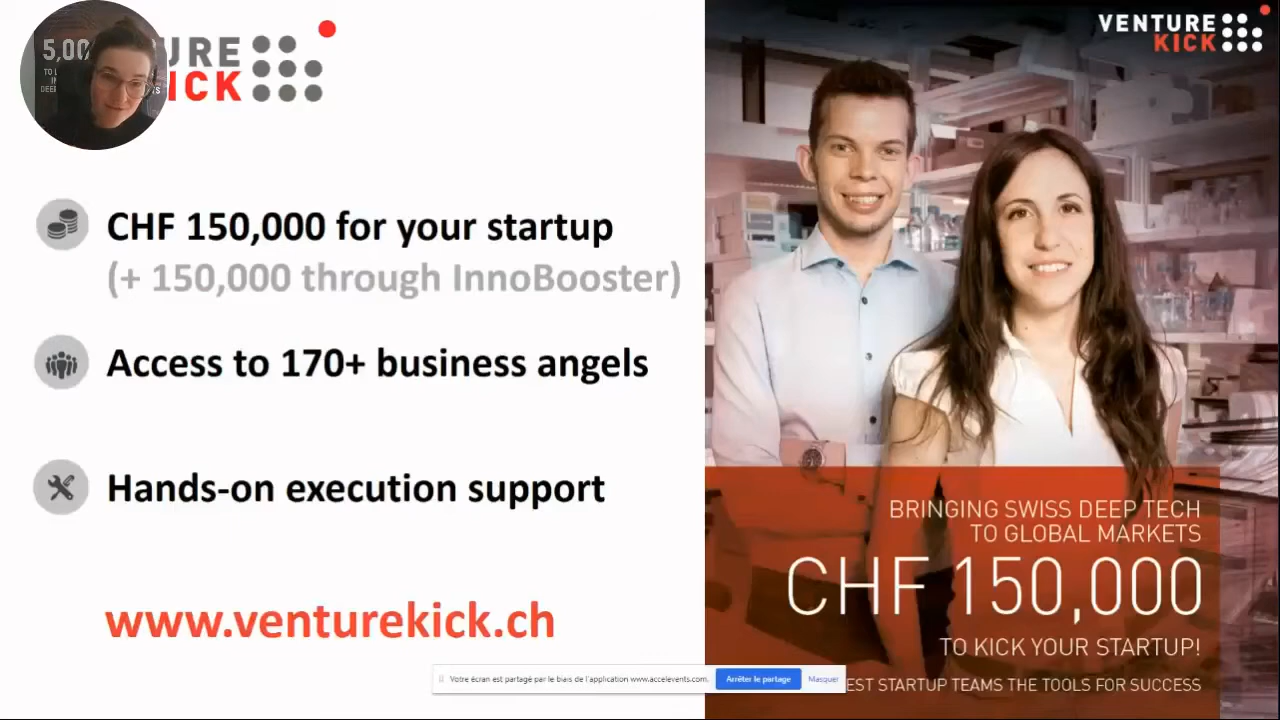 5,00
URE
KICK
CHF 150,000 for your startup
(+ 150,000 through InnoBooster)
Access to 170+ business angels
Hands-on execution support
www.venturekick.ch
VENTURE
KICK
BRINGING SWISS DEEP TECH
TO GLOBAL MARKETS
CHF 150,000
TO KICK YOUR STARTUP!
EST STARTUP TEAMS THE TOOLS FOR SUCCESS
Votre écran est partagé par le biais de l'application www.accelevents.com.
Arrêter le partage
Masquer